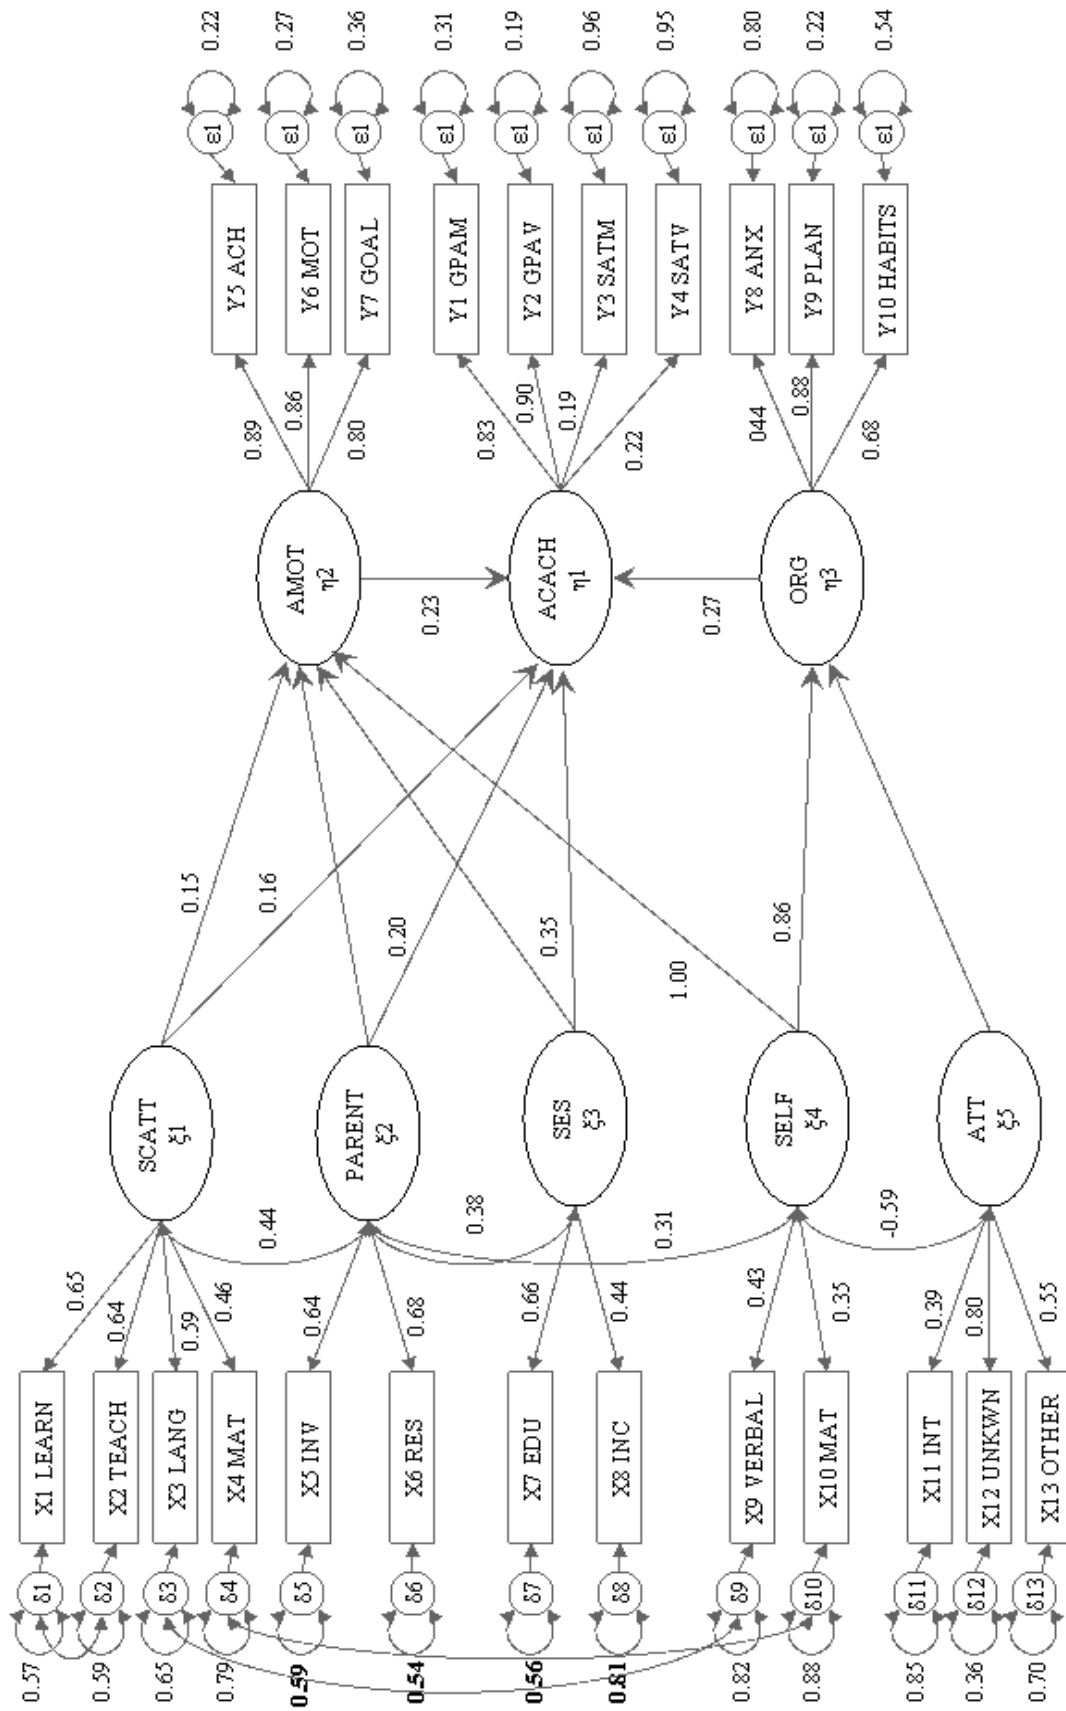 0.57
0.59
0.65
0.79
0.59
0.54
0.56
0.81
0.82
0.88
0.85
0.36
0.70
δ1
δ2
δ3
δ4
δ5
δ6
δ7
δ8
δ9
δ10
δ11
δ12
δ13
X1 LEARN
X2 TEACH
X3 LANG
X4 MAT
X5 INV
X6 RES
X7 EDU
X8 INC
X9 VERBAL
X10 MAT
X11 INT
X12 UNKWN
X13 OTHER
0.65
0.64
0.59
0.46
0.64
0.68
0.66
0.44
0.43
0.35
0.39
0.80
0.55
0.44
0.38
0.31
-0.59
SCATT
ξ1
PARENT
ξ2
SES
ξ3
SELF
ξ4
ATT
ξ5
0.15
0.16
0.20
0.35
1.00
0.86
AMOT
η2
ACACH
η1
ORG
η3
0.23
0.27
0.89
0.86
0.80
0.83
0.90
0.19
0.22
044
0.88
0.68
Y5 ACH
Y6 MOT
Y7 GOAL
Y1 GPAM
Y2 GPAV
Y3 SATM
Y4 SATV
Y8 ANX
Y9 PLAN
Y10 HABITS
ε1
ε1
ε1
ε1
ε1
ε1
ε1
ε1
ε1
ε1
0.22
0.27
0.36
0.31
0.19
0.96
0.95
0.80
0.22
0.54